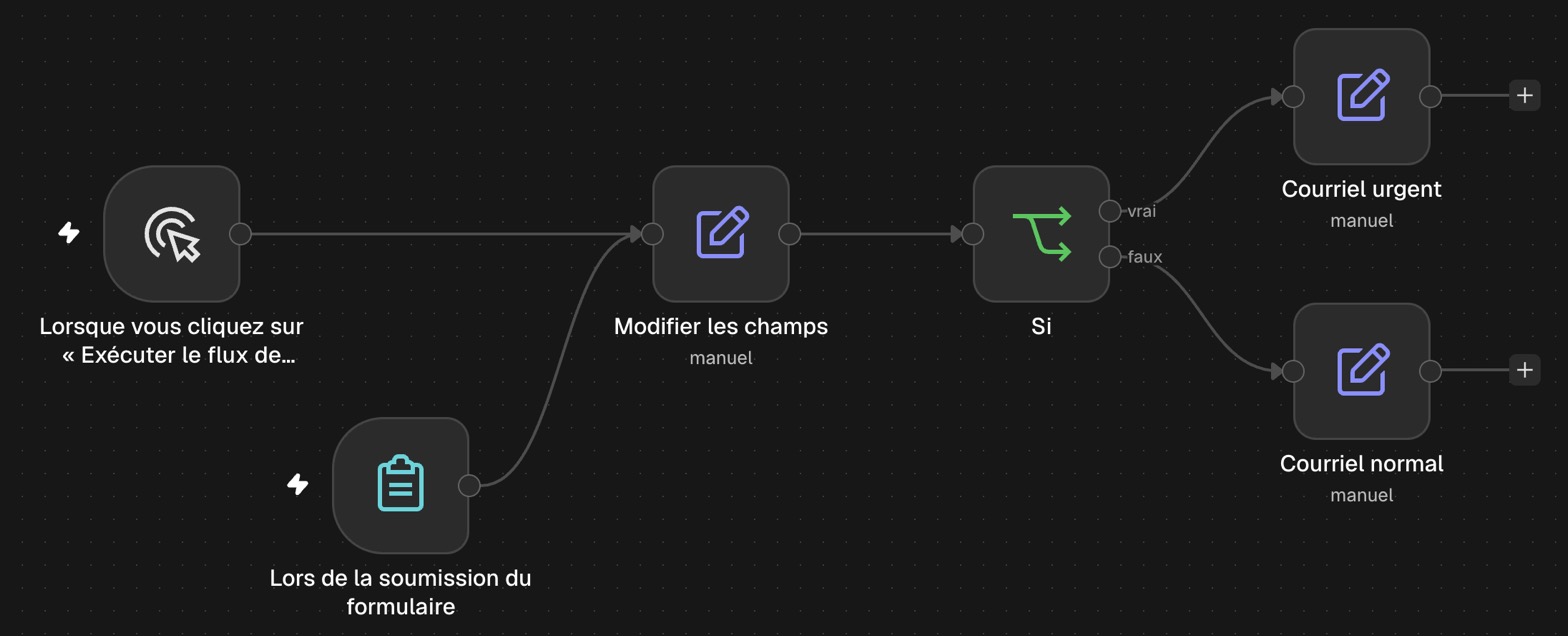 Lorsque vous cliquez sur
« Exécuter le flux de...
Lors de la soumission du
formulaire
Modifier les champs
manuel
Si
vrai
faux
Courriel urgent
manuel
Courriel normal
manuel